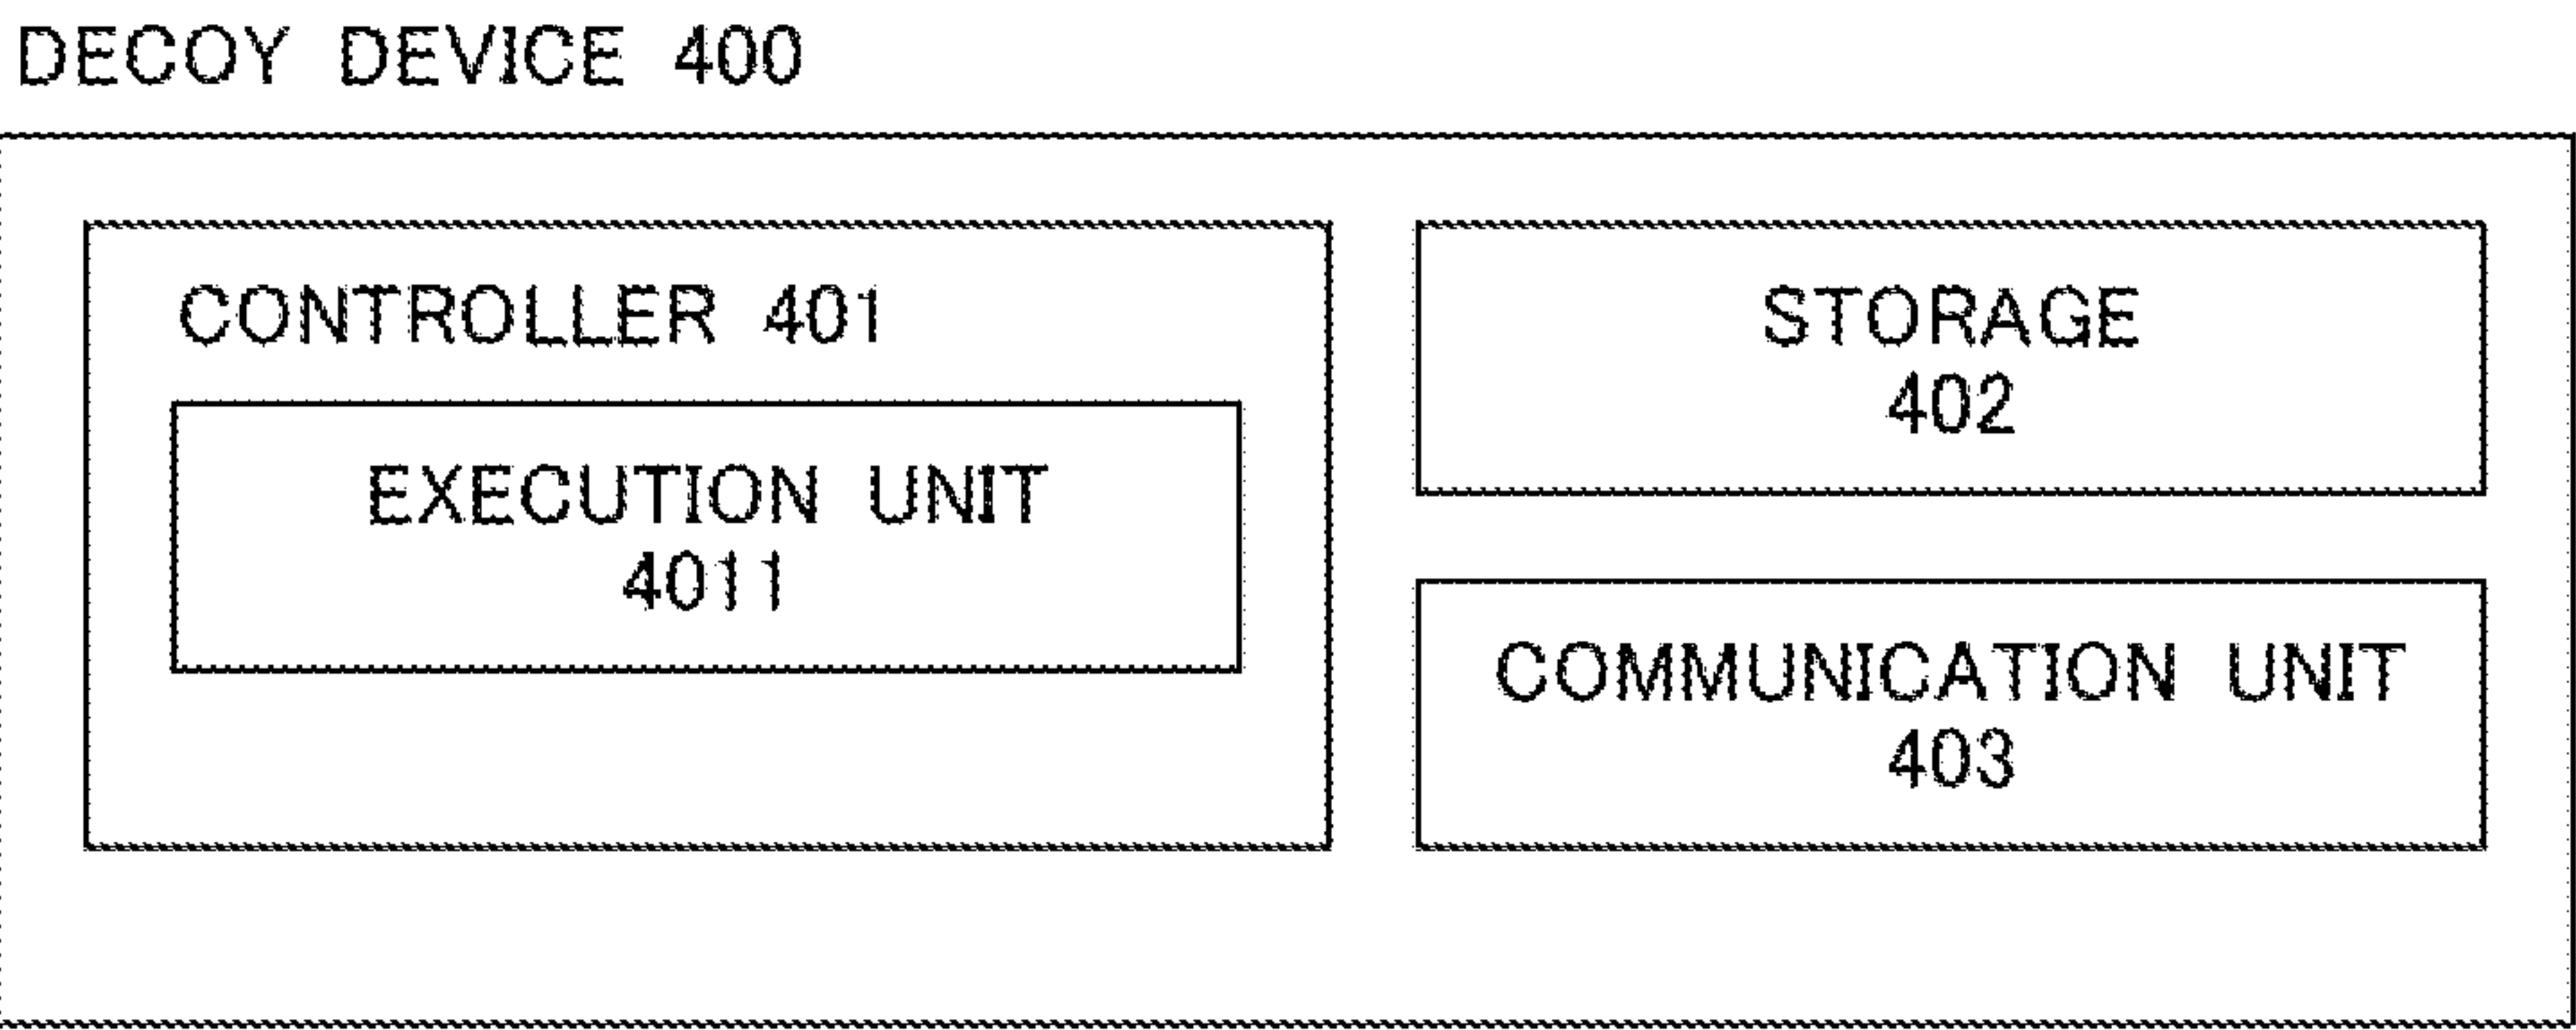 DECOY DEVICE 400
CONTROLLER 401
EXECUTION UNIT
4011
STORAGE
402
COMMUNICATION UNIT
403